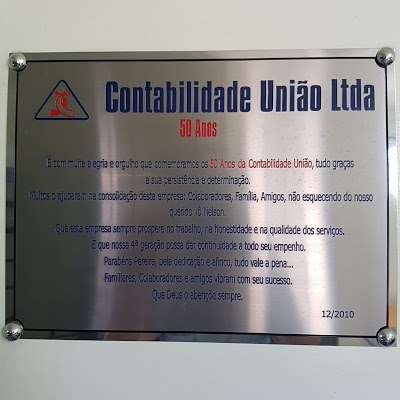 Contabilidade União Ltda
50 Anos
É com muita alegria e orgulho que comemoramos os 50 Anos da Contabilidade União, tudo graças
a sua persistência e determinação.
Muitos o ajudaram na consolidação desta empresa: Colaboradores, Família, Amigos, não esquecendo do nosso
querido Vô Nelson.
Que esta empresa sempre prospere no trabalho, na honestidade e na qualidade dos serviços.
E que nossa 4ª geração possa dar continuidade a todo seu empenho.
Parabéns Pereira, pela dedicação e afinco, tudo vale a pena...
Familiares, Colaboradores e amigos vibram com seu sucesso.
Que Deus o abençõe sempre.
12/2010